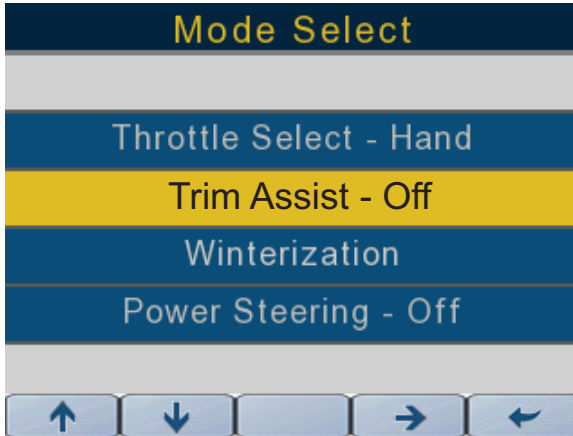 Mode Select
Throttle Select - Hand
Trim Assist - Off
Winterization
Power Steering - Off